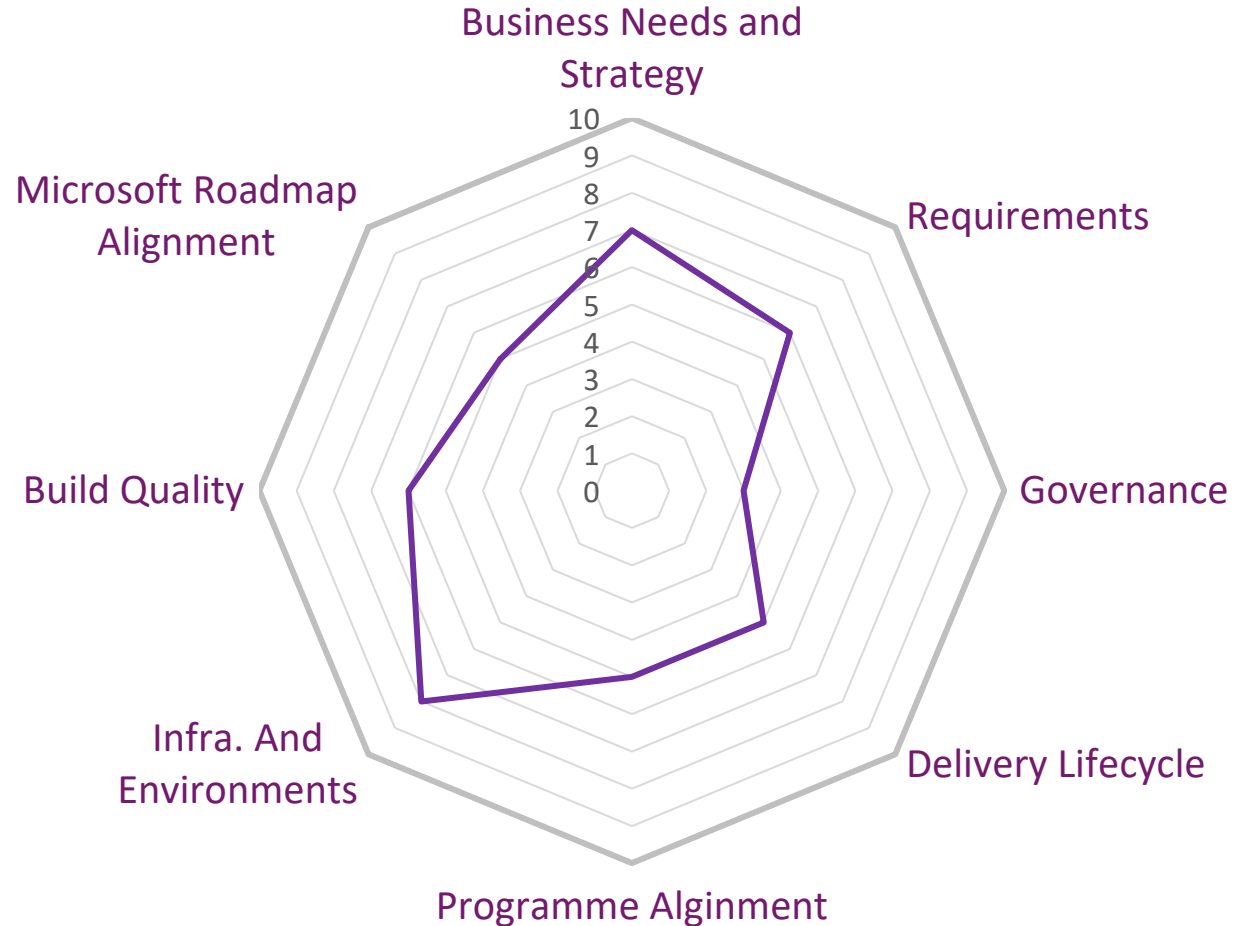 Business Needs and
Strategy
10
9
8
7
6
5
4
3
2
1
0
Requirements
Governance
Delivery Lifecycle
Programme Alginment
Infra. And
Environments
Build Quality
Microsoft Roadmap
Alignment